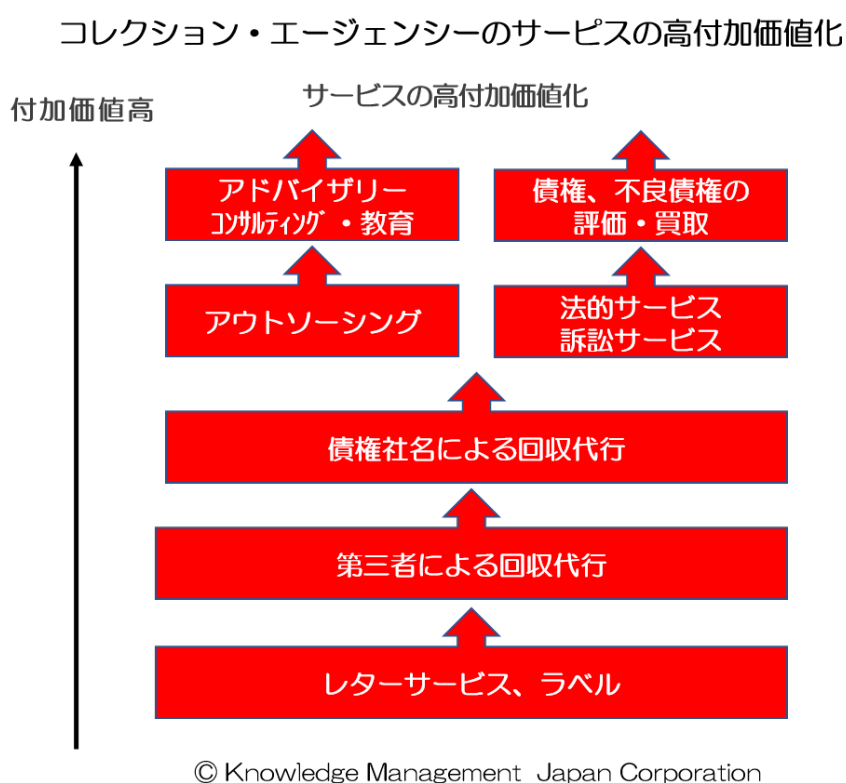 コレクション・エージェンシーのサービスの高付加価値化
サービスの高付加価値化
付加価値高
アドバイザリー
コンサルティング・教育
債権、不良債権の
評価・買取
アウトソーシング
法的サービス
訴訟サービス
債権社名による回収代行
第三者による回収代行
レターサービス、ラベル
© Knowledge Management Japan Corporation